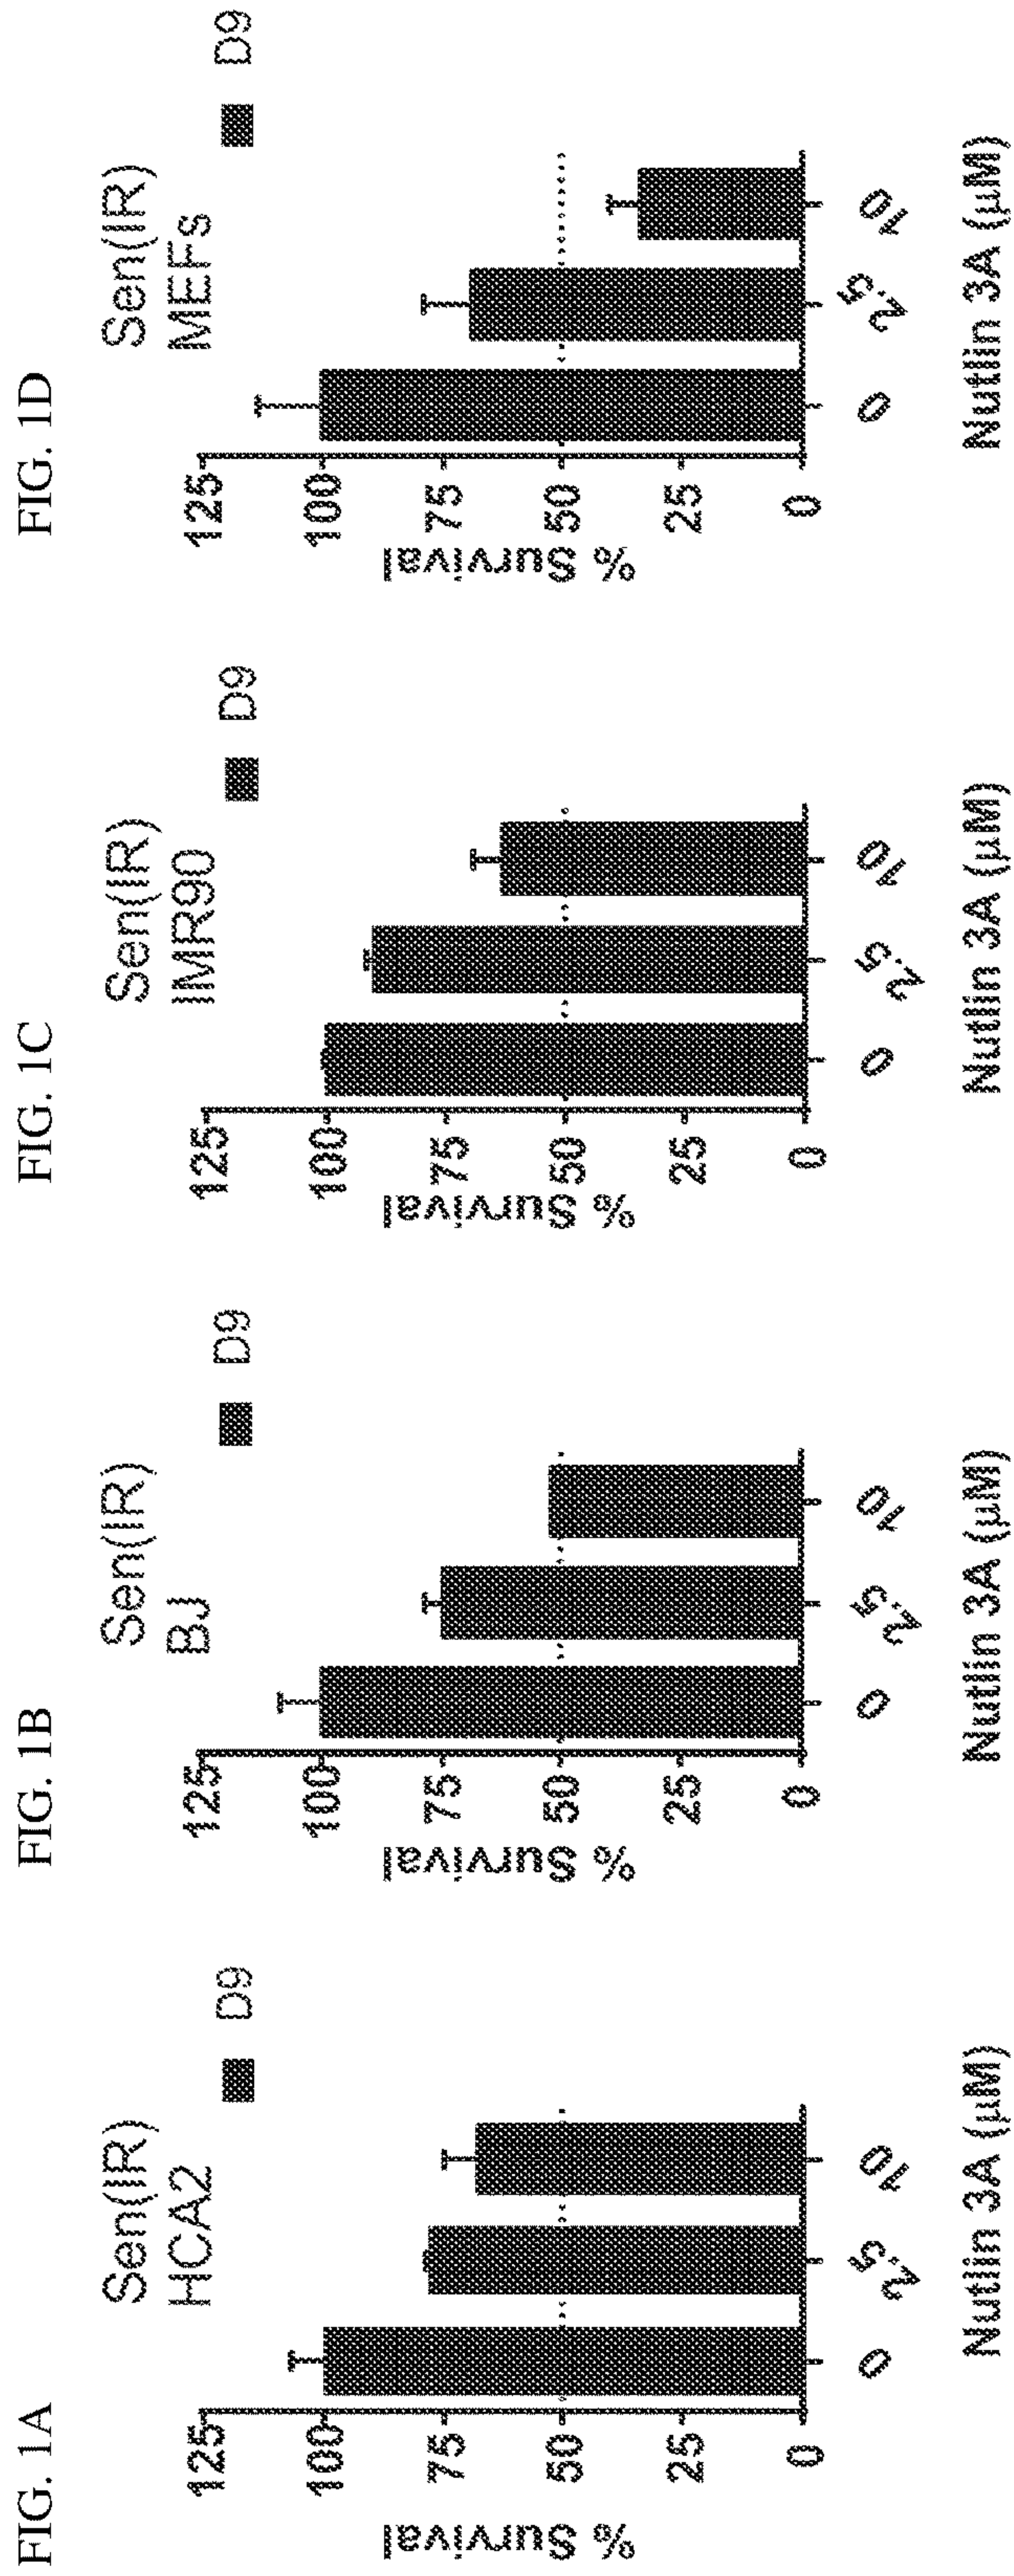 FIG. 1A
Sen(IR)
HCA2
D9
% Survival
125
100
75
50
25
0
0
2.5
10
Nutlin 3A (μM)
FIG. 1B
Sen(IR)
BJ
D9
% Survival
125
100
75
50
25
0
0
2.5
10
Nutlin 3A (μM)
FIG. 1C
Sen(IR)
IMR90
D9
% Survival
125
100
75
50
25
0
0
2.5
10
Nutlin 3A (μM)
FIG. 1D
Sen(IR)
MEFs
D9
% Survival
125
100
75
50
25
0
0
2.5
10
Nutlin 3A (μM)